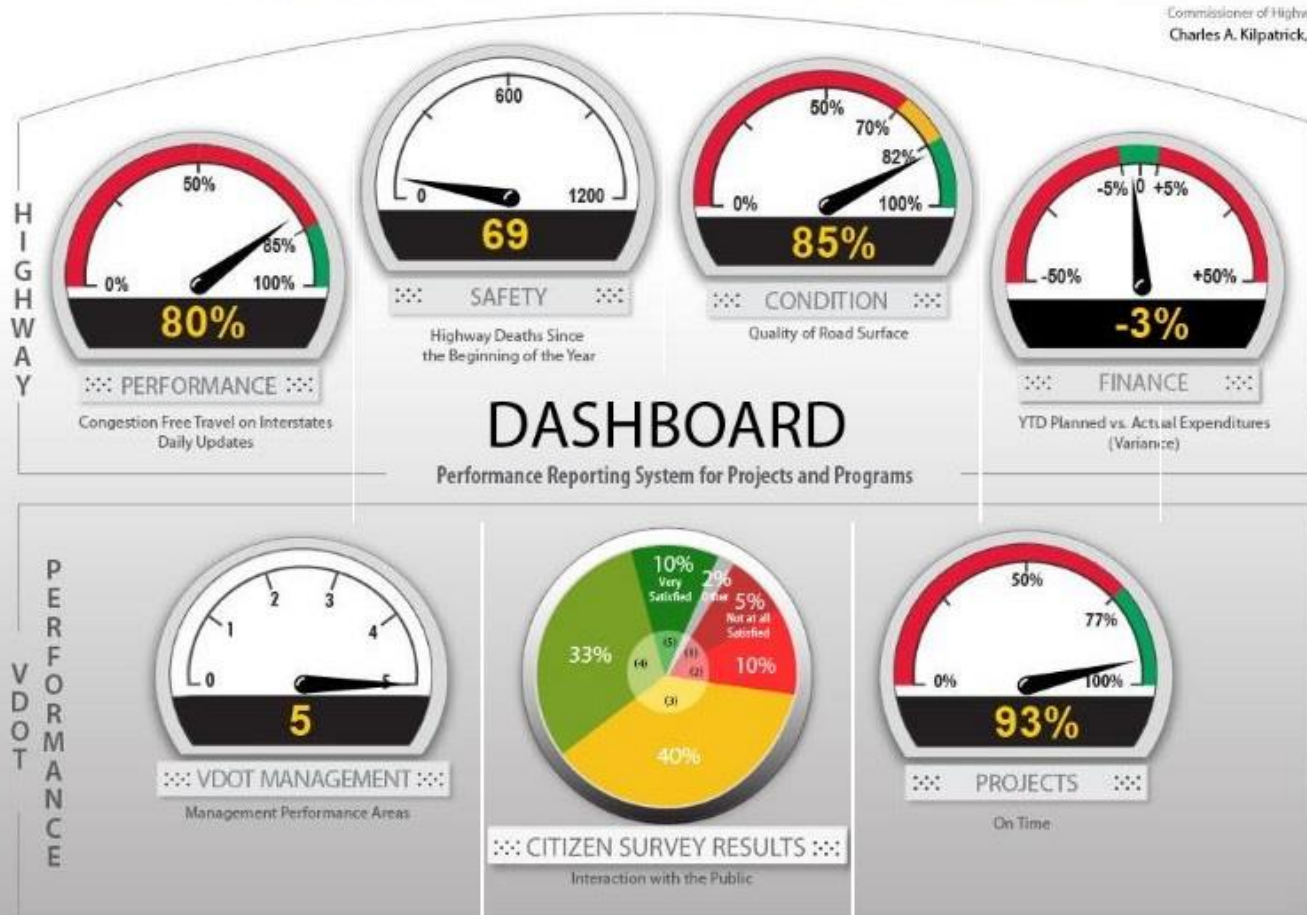 Commissioner of Highw
Charles A. Kilpatrick,
HIGHWAY
0%
50%
85%
100%
80%
PERFORMANCE
Congestion Free Travel on Interstates
Daily Updates
0
600
1200
69
SAFETY
Highway Deaths Since
the Beginning of the Year
0%
50%
70%
82%
100%
85%
CONDITION
Quality of Road Surface
-50%
-5%
0
+5%
+50%
-3%
FINANCE
YTD Planned vs. Actual Expenditures
(Variance)
DASHBOARD
Performance Reporting System for Projects and Programs
VDOT
PERFORMANCE
0
1
2
3
4
5
5
VDOT MANAGEMENT
Management Performance Areas
10%
Very
Satisfied
2%
Other
5%
Not at all
Satisfied
10%
40%
33%
(5)
(1)
(2)
(3)
(4)
CITIZEN SURVEY RESULTS
Interaction with the Public
0%
50%
77%
100%
93%
PROJECTS
On Time